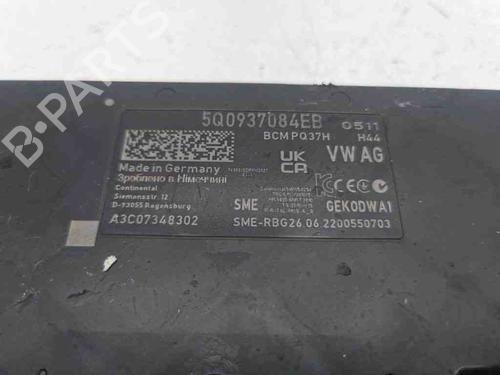 5Q0937084EB 0511
BCM PQ37H H44
UK CA VW AG
Made in Germany
Зроблено в Німеччині
Continental
Siemensstr. 12
D-93055 Regensburg
A3C07348302
SME GEK0DWA1
SME-RBG26.06 2200550703
B-PARTS